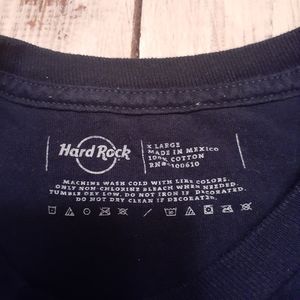 Hard Rock
X LARGE
MADE IN MEXICO
100% COTTON
RN# 100610
MACHINE WASH COLD WITH LIKE COLORS.
ONLY NON-CHLORINE BLEACH WHEN NEEDED.
TUMBLE DRY LOW. DO NOT IRON IF DECORATED.
DO NOT DRY CLEAN IF DECORATED.